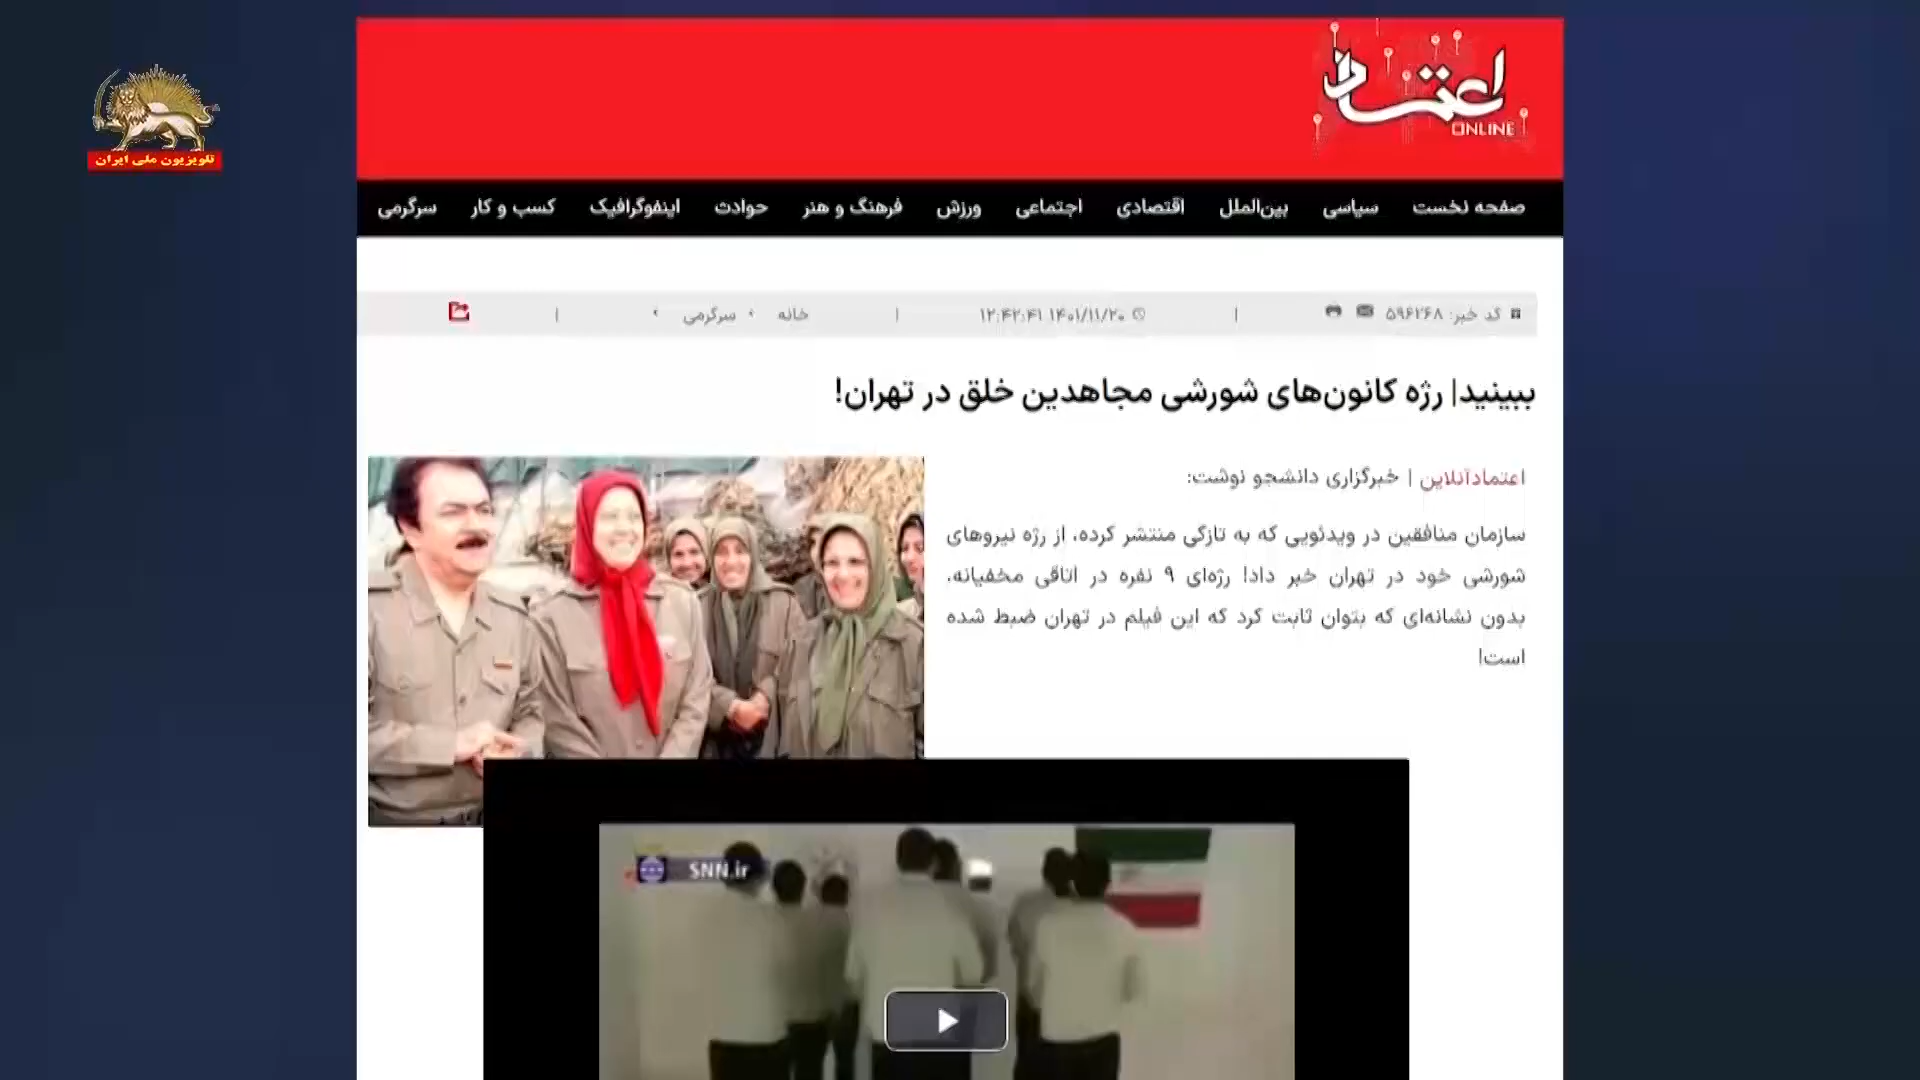 اعتماد
ONLINE
تلویزیون ملی ایران
صفحه نخست سیاسی بین‌الملل اقتصادی اجتماعی ورزش فرهنگ و هنر حوادث اینفوگرافیک کسب و کار سرگرمی
کد خبر: ۵۹۶۲۶۸ | ۱۴۰۱/۱۱/۲۰ ۱۲:۴۲:۴۱ | خانه › سرگرمی › |
ببینید| رژه کانون‌های شورشی مجاهدین خلق در تهران!
اعتمادآنلاین | خبرگزاری دانشجو نوشت:
سازمان منافقین در ویدئویی که به تازگی منتشر کرده، از رژه نیروهای
شورشی خود در تهران خبر داد! رژه‌ای ۹ نفره در اتاقی مخفیانه،
بدون نشانه‌ای که بتوان ثابت کرد که این فیلم در تهران ضبط شده
است!
SNN.ir